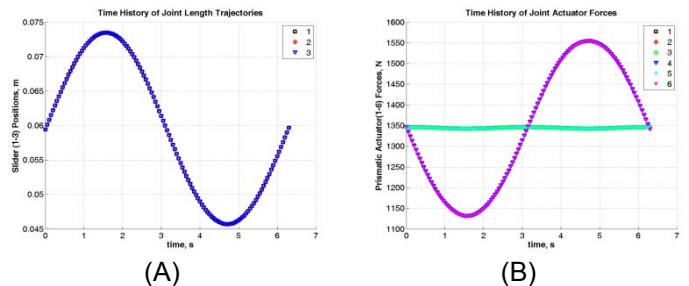 Time History of Joint Length Trajectories
Slider (1-3) Positions, m
0.075
0.07
0.065
0.06
0.055
0.05
0.045
0 1 2 3 4 5 6 7
time, s
1
2
3
(A)
Time History of Joint Actuator Forces
Prismatic Actuator(1-6) Forces, N
1600
1550
1500
1450
1400
1350
1300
1250
1200
1150
1100
0 1 2 3 4 5 6 7
time, s
1
2
3
4
5
6
(B)